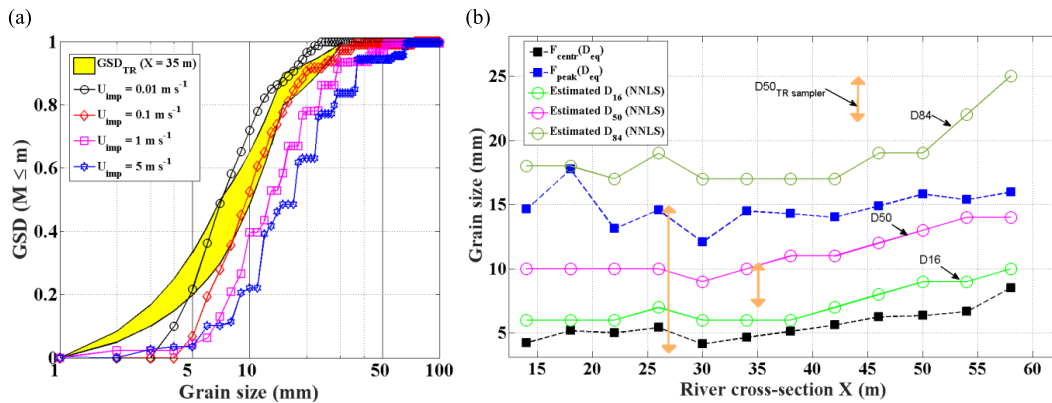 (a)
GSD (M ≤ m)
1
0.8
0.6
0.4
0.2
0
GSD_TR (X = 35 m)
U_imp = 0.01 m s⁻¹
U_imp = 0.1 m s⁻¹
U_imp = 1 m s⁻¹
U_imp = 5 m s⁻¹
1 5 10 50 100
Grain size (mm)
(b)
Grain size (mm)
25
20
15
10
5
F_centr(D_eq)
F_peak(D_eq)
Estimated D_16 (NNLS)
Estimated D_50 (NNLS)
Estimated D_84 (NNLS)
D50_TR sampler
D84
D50
D16
15 20 25 30 35 40 45 50 55 60
River cross-section X (m)